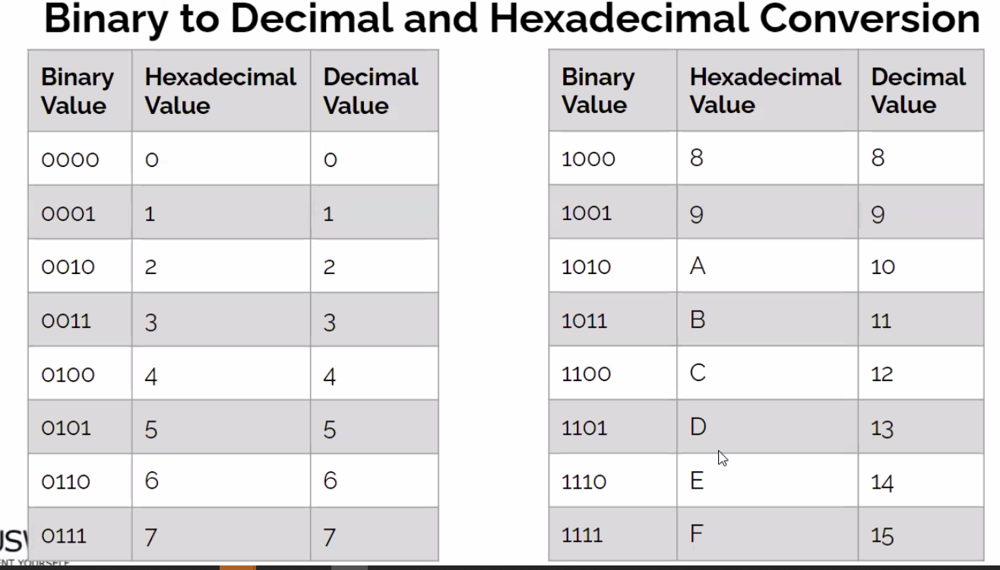 Binary to Decimal and Hexadecimal Conversion
Binary Value Hexadecimal Value Decimal Value
0000 0 0
0001 1 1
0010 2 2
0011 3 3
0100 4 4
0101 5 5
0110 6 6
0111 7 7
Binary Value Hexadecimal Value Decimal Value
1000 8 8
1001 9 9
1010 A 10
1011 B 11
1100 C 12
1101 D 13
1110 E 14
1111 F 15